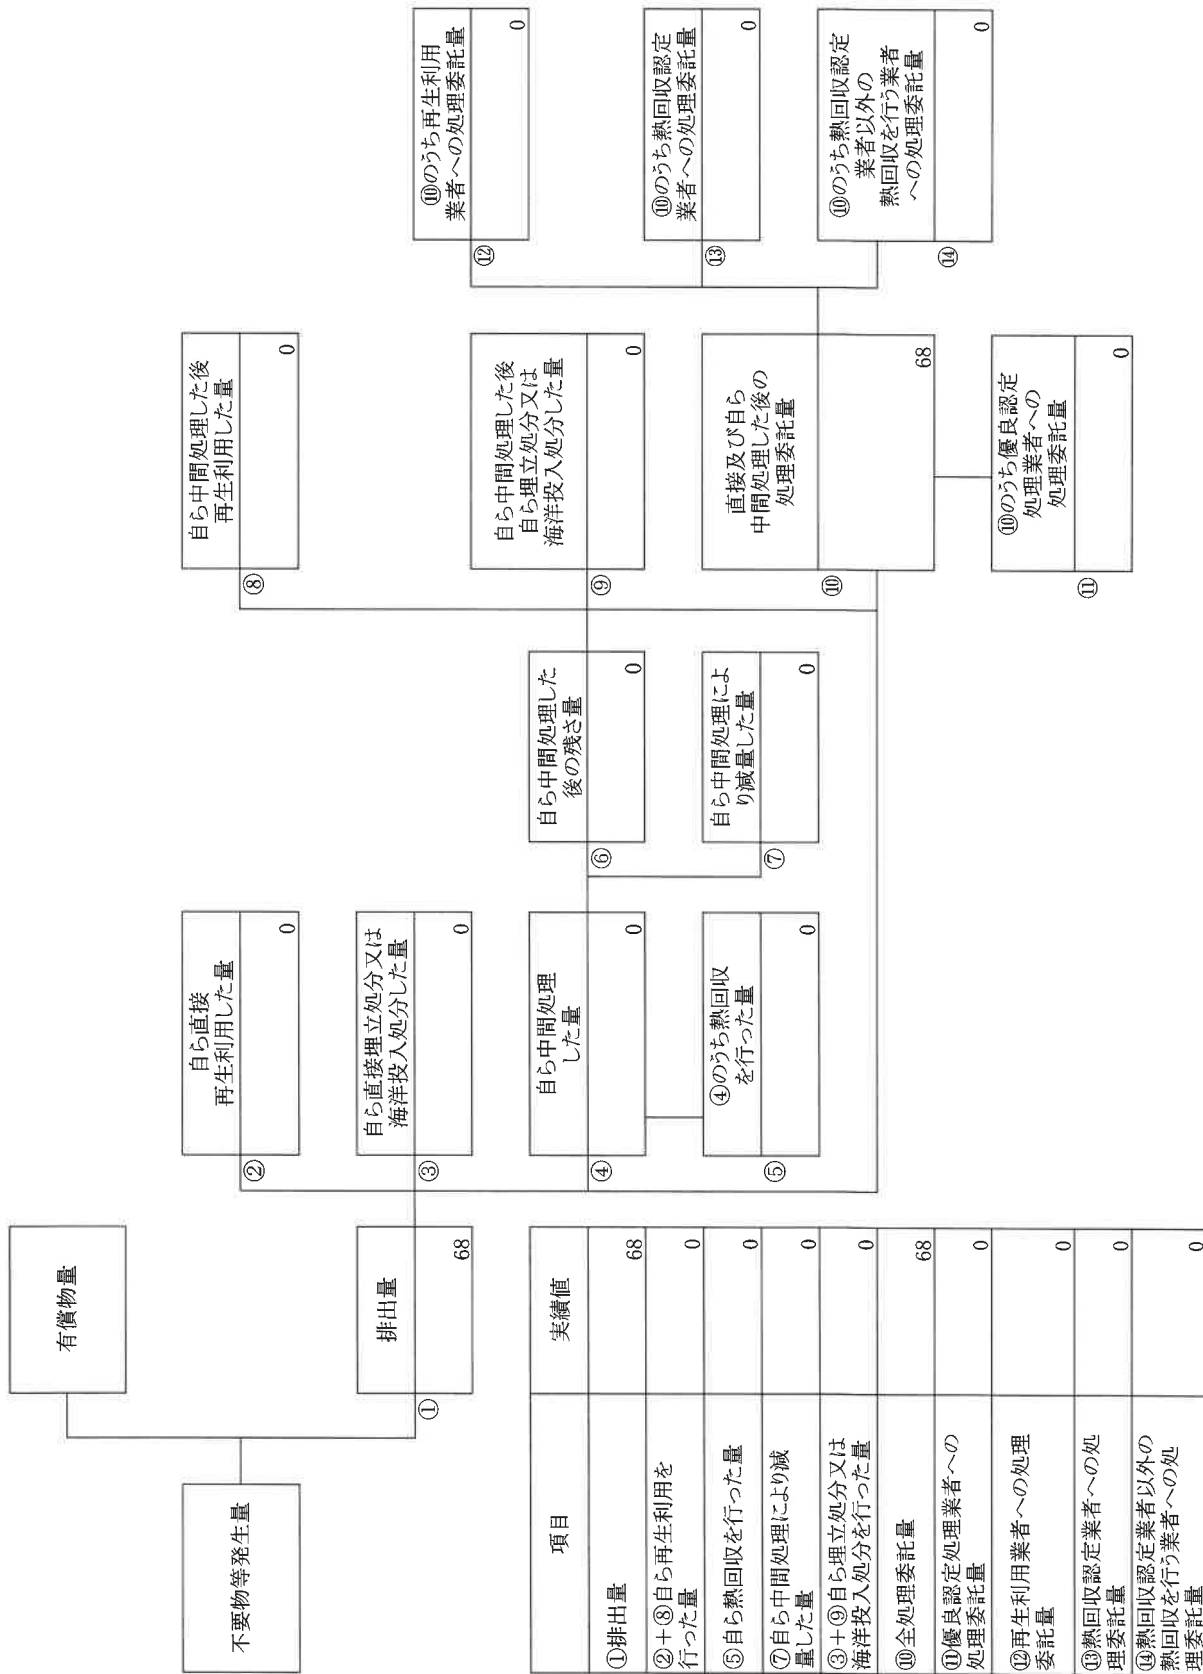 不要物等発生量
有償物量
①
排出量
68
②
自ら直接
再生利用した量
0
③
自ら直接埋立処分又は
海洋投入処分した量
0
④
自ら中間処理
した量
0
⑤
④のうち熱回収
を行った量
0
⑥
自ら中間処理した
後の残さ量
0
⑦
自ら中間処理によ
り減量した量
0
⑧
自ら中間処理した後
再生利用した量
0
⑨
自ら中間処理した後
自ら埋立処分又は
海洋投入処分した量
0
⑩
直接及び自ら
中間処理した後の
処理委託量
68
⑪
⑩のうち優良認定
処理業者への
処理委託量
0
⑫
⑩のうち再生利用
業者への処理委託量
0
⑬
⑩のうち熱回収認定
業者への処理委託量
0
⑭
⑩のうち熱回収認定
業者以外の
熱回収を行う業者
への処理委託量
0
項目 実績値
①排出量 68
②+⑧自ら再生利用を
行った量 0
⑤自ら熱回収を行った量 0
⑦自ら中間処理により減
量した量 0
③+⑨自ら埋立処分又は
海洋投入処分を行った量 0
⑩全処理委託量 68
⑪優良認定処理業者への
処理委託量 0
⑫再生利用業者への処理
委託量 0
⑬熱回収認定業者への処
理委託量 0
⑭熱回収認定業者以外の
熱回収を行う業者への処
理委託量 0